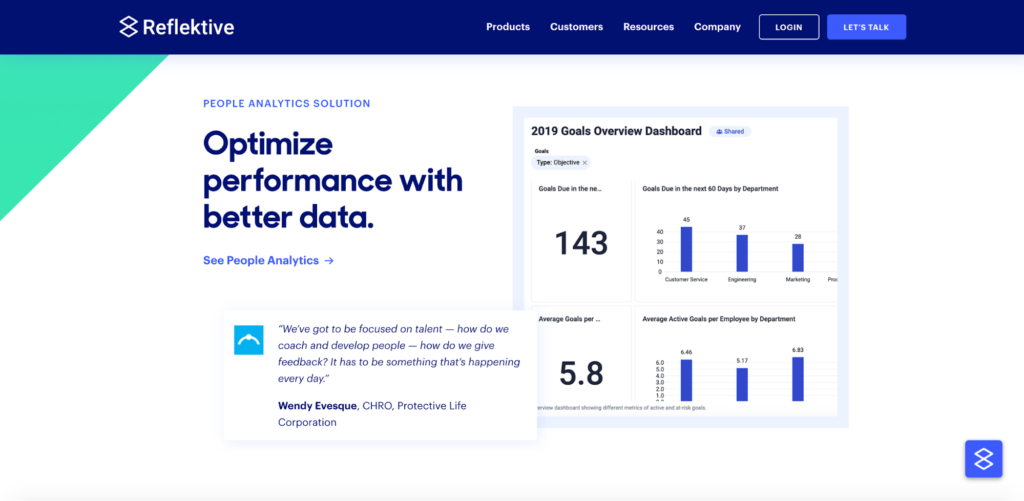 Reflektive
Products Customers Resources Company LOGIN LET'S TALK
PEOPLE ANALYTICS SOLUTION
Optimize
performance with
better data.
See People Analytics →
"We've got to be focused on talent — how do we
coach and develop people — how do we give
feedback? It has to be something that's happening
every day."
Wendy Evesque, CHRO, Protective Life
Corporation
2019 Goals Overview Dashboard Shared
Goals
Type: Objective ×
Goals Due in the ne...
143
Goals Due in the next 60 Days by Department
45
37
28
40
30
20
10
0
Customer Service Engineering Marketing
Average Goals per ...
5.8
Average Active Goals per Employee by Department
6.46
5.17
6.83
6.0
5.0
4.0
3.0
2.0
1.0
dashboard showing different metrics of active and at-risk goals